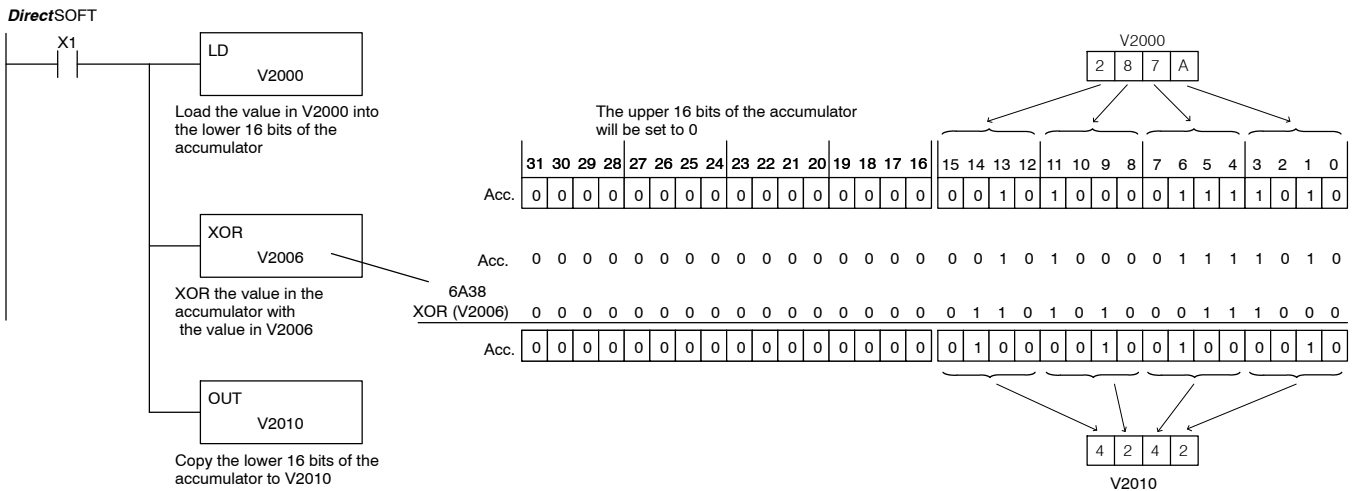 DirectSOFT
X1
LD
V2000
Load the value in V2000 into
the lower 16 bits of the
accumulator
The upper 16 bits of the accumulator
will be set to 0
V2000
2 8 7 A
31 30 29 28 27 26 25 24 23 22 21 20 19 18 17 16 15 14 13 12 11 10 9 8 7 6 5 4 3 2 1 0
Acc. 0 0 0 0 0 0 0 0 0 0 0 0 0 0 0 0 0 0 1 0 1 0 0 0 0 1 1 1 1 0 1 0
XOR
V2006
XOR the value in the
accumulator with
the value in V2006
Acc. 0 0 0 0 0 0 0 0 0 0 0 0 0 0 0 0 0 0 1 0 1 0 0 0 0 1 1 1 1 0 1 0
6A38
XOR (V2006) 0 0 0 0 0 0 0 0 0 0 0 0 0 0 0 0 0 1 1 0 1 0 1 0 0 0 1 1 1 0 0 0
Acc. 0 0 0 0 0 0 0 0 0 0 0 0 0 0 0 0 0 1 0 0 0 0 1 0 0 1 0 0 0 0 1 0
OUT
V2010
Copy the lower 16 bits of the
accumulator to V2010
4 2 4 2
V2010